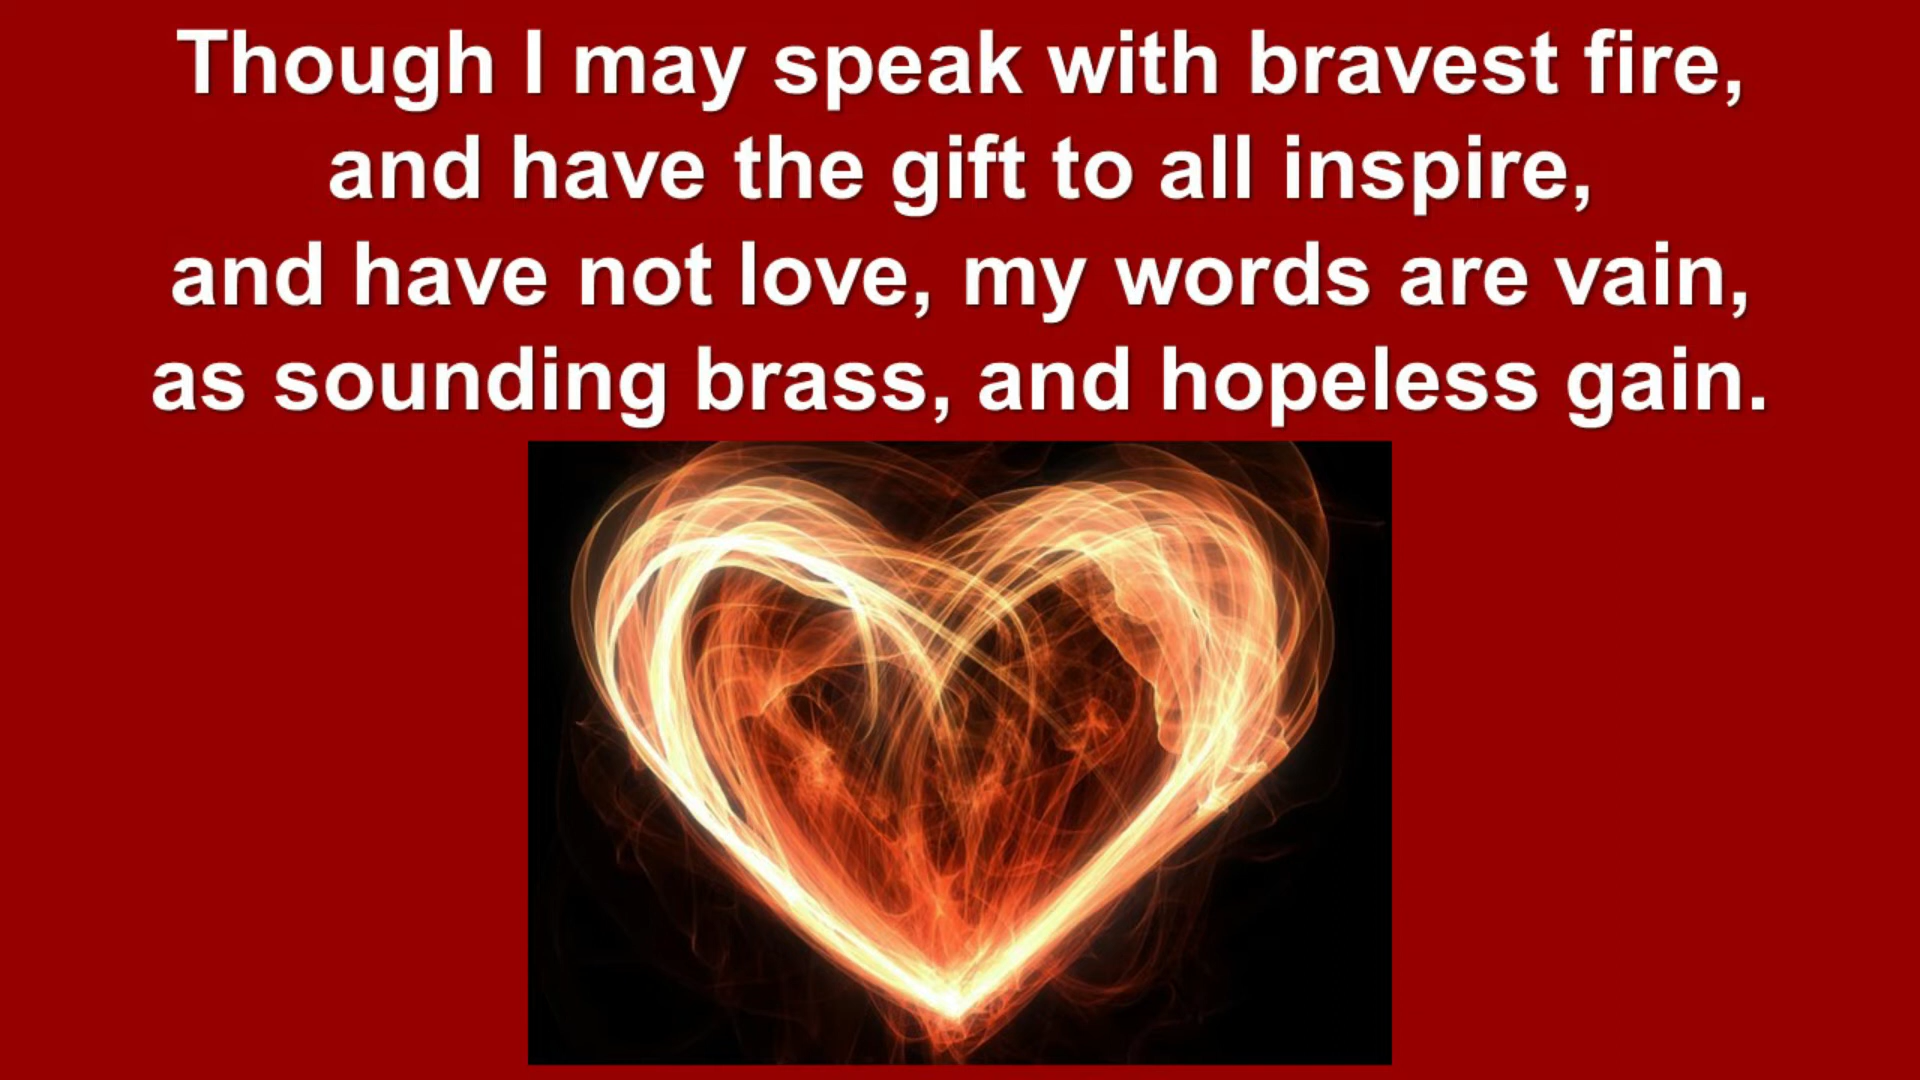 Though I may speak with bravest fire,
and have the gift to all inspire,
and have not love, my words are vain,
as sounding brass, and hopeless gain.